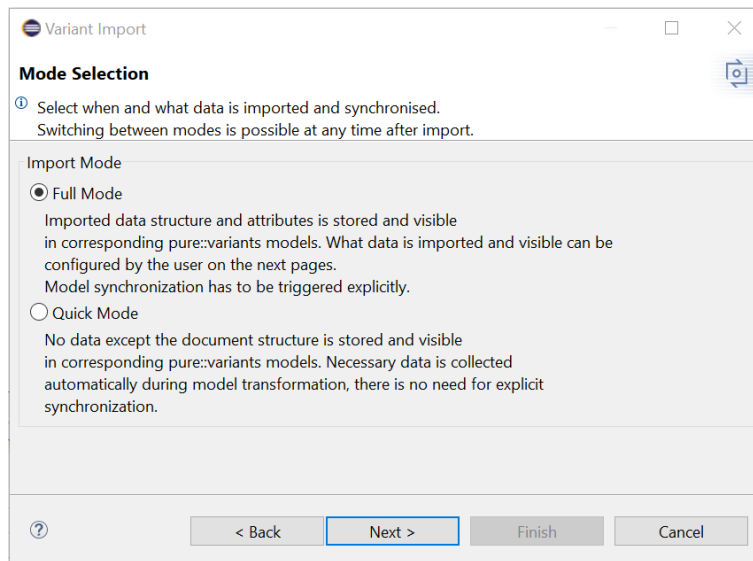 Variant Import
Mode Selection
Select when and what data is imported and synchronised.
Switching between modes is possible at any time after import.
Import Mode
Full Mode
Imported data structure and attributes is stored and visible
in corresponding pure::variants models. What data is imported and visible can be
configured by the user on the next pages.
Model synchronization has to be triggered explicitly.
Quick Mode
No data except the document structure is stored and visible
in corresponding pure::variants models. Necessary data is collected
automatically during model transformation, there is no need for explicit
synchronization.
< Back Next > Finish Cancel